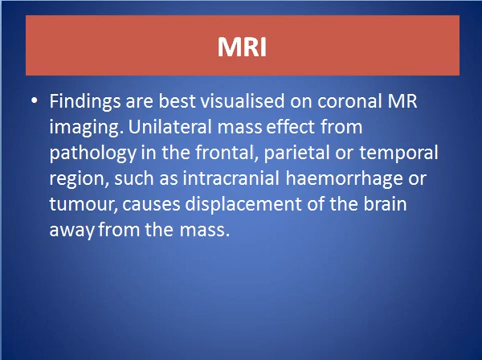 MRI
• Findings are best visualised on coronal MR
imaging. Unilateral mass effect from
pathology in the frontal, parietal or temporal
region, such as intracranial haemorrhage or
tumour, causes displacement of the brain
away from the mass.